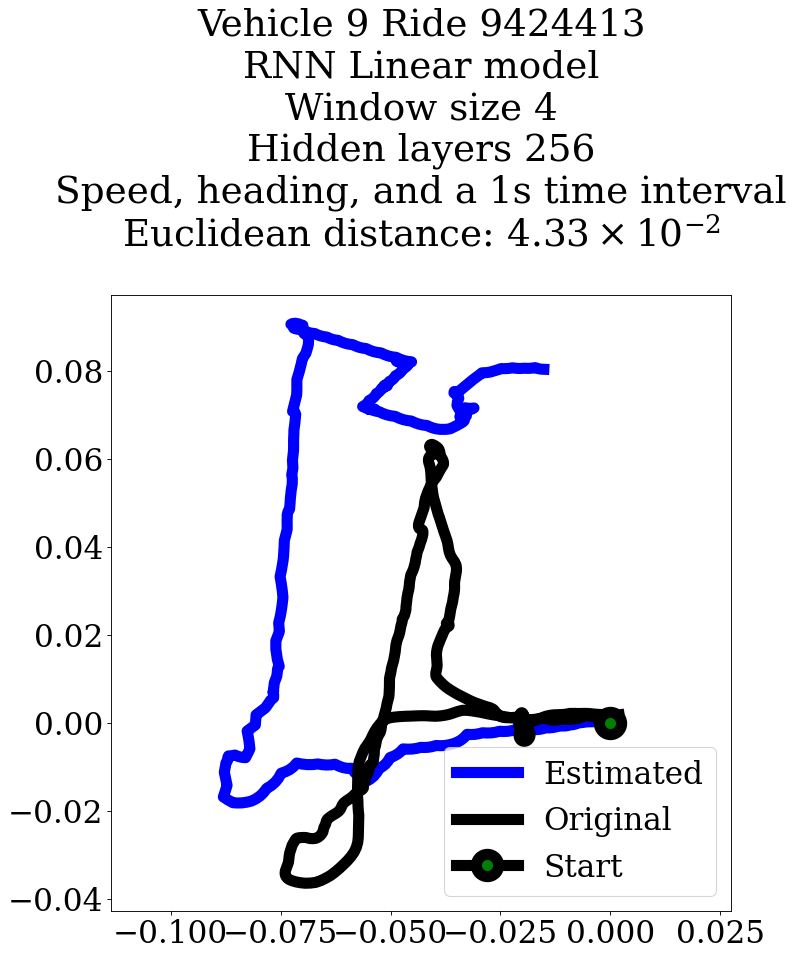 Vehicle 9 Ride 9424413
RNN Linear model
Window size 4
Hidden layers 256
Speed, heading, and a 1s time interval
Euclidean distance: 4.33 × 10⁻²
0.08
0.06
0.04
0.02
0.00
−0.02
−0.04
Estimated
Original
Start
−0.100 −0.075 −0.050 −0.025 0.000 0.025